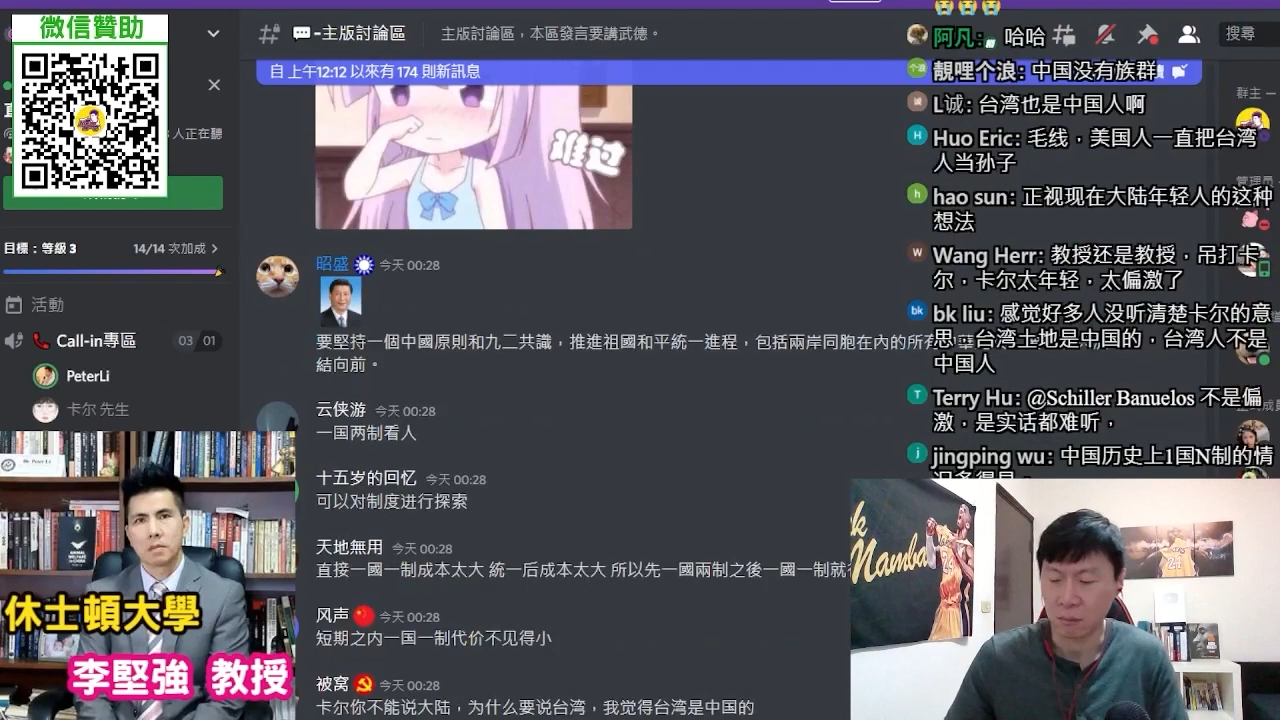 微信贊助
人正在聽
目標：等級 3
14/14 次加成
活動
Call-in專區
03 01
PeterLi
卡尔 先生
休士頓大學
李堅強 教授
-主版討論區
主版討論區，本區發言要講武德。
搜尋
自 上午12:12 以來有 174 則新訊息
难过
昭盛 今天 00:28
要堅持一個中國原則和九二共識，推進祖國和平統一進程，包括兩岸同胞在內的所有
結向前。
云侠游 今天 00:28
一国两制看人
十五岁的回忆 今天 00:28
可以对制度进行探索
天地無用 今天 00:28
直接一國一制成本太大 統一后成本太大 所以先一國兩制之後一國一制就
风声 今天 00:28
短期之内一国一制代价不见得小
被窝 今天 00:28
卡尔你不能说大陆，为什么要说台湾，我觉得台湾是中国的
阿凡: 哈哈
靚哩个浪: 中国没有族群
L诚: 台湾也是中国人啊
Huo Eric: 毛线，美国人一直把台湾
人当孙子
hao sun: 正视现在大陆年轻人的这种
想法
Wang Herr: 教授还是教授，吊打卡
尔，卡尔太年轻，太偏激了
bk liu: 感觉好多人没听清楚卡尔的意
思，台湾土地是中国的，台湾人不是
中国人
Terry Hu: @Schiller Banuelos 不是偏
激，是实话都难听，
jingping wu: 中国历史上1国N制的情
群主
管理員
Mamba